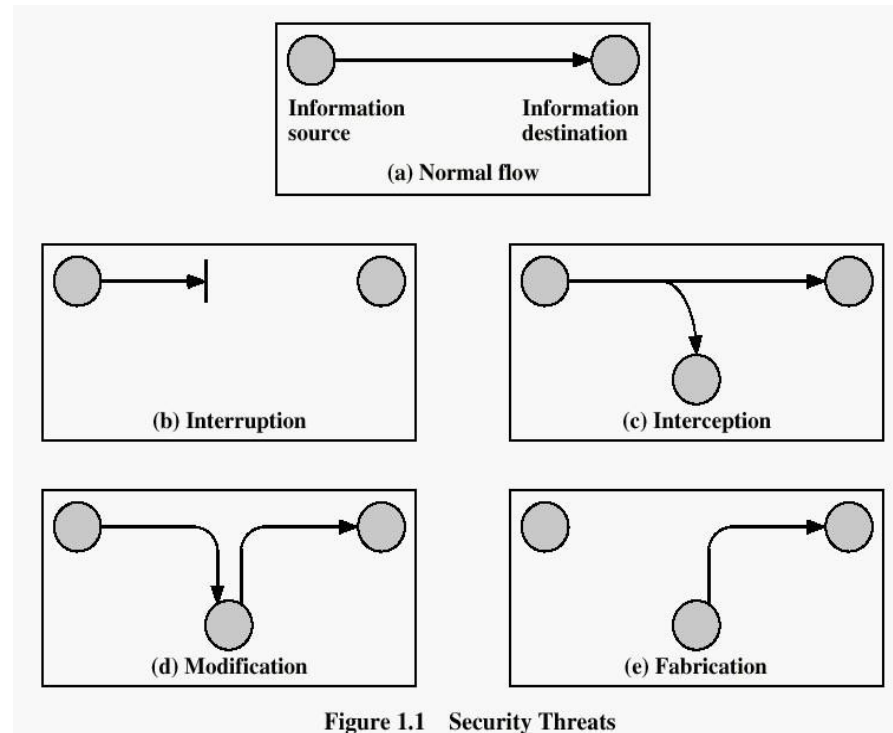 Information
source
Information
destination
(a) Normal flow
(b) Interruption
(c) Interception
(d) Modification
(e) Fabrication
Figure 1.1 Security Threats